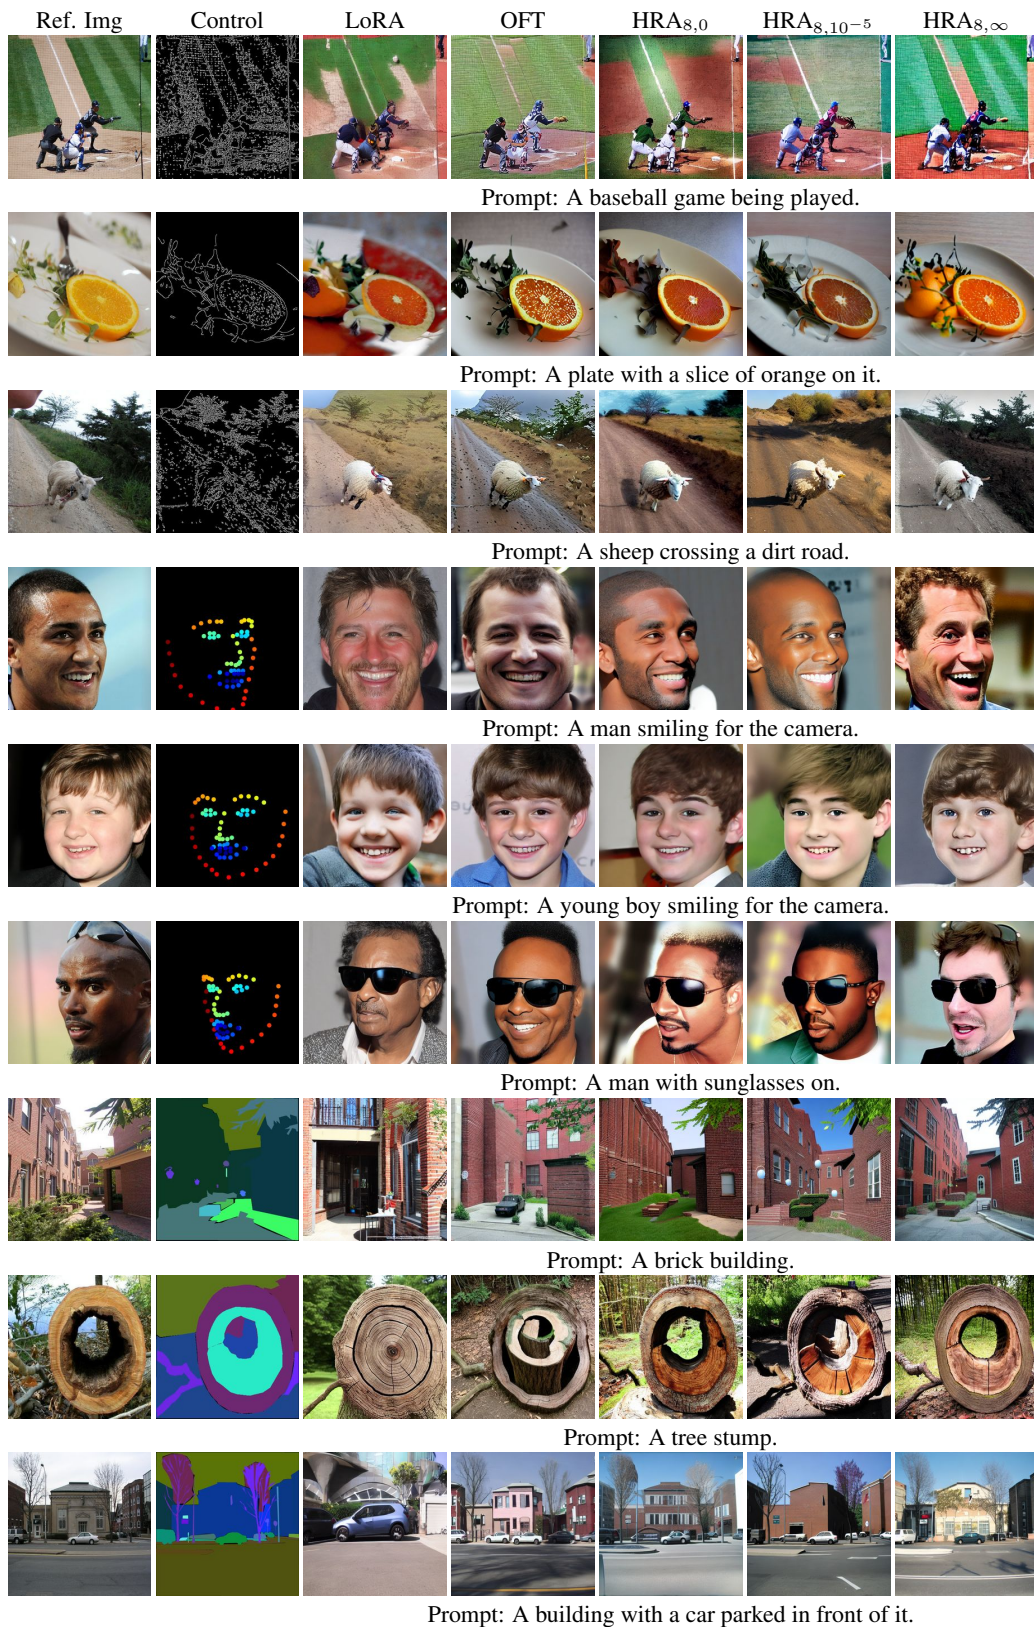 Ref. Img Control LoRA OFT HRA8,0 HRA8,10−5 HRA8,∞
Prompt: A baseball game being played.
Prompt: A plate with a slice of orange on it.
Prompt: A sheep crossing a dirt road.
Prompt: A man smiling for the camera.
Prompt: A young boy smiling for the camera.
Prompt: A man with sunglasses on.
Prompt: A brick building.
Prompt: A tree stump.
Prompt: A building with a car parked in front of it.